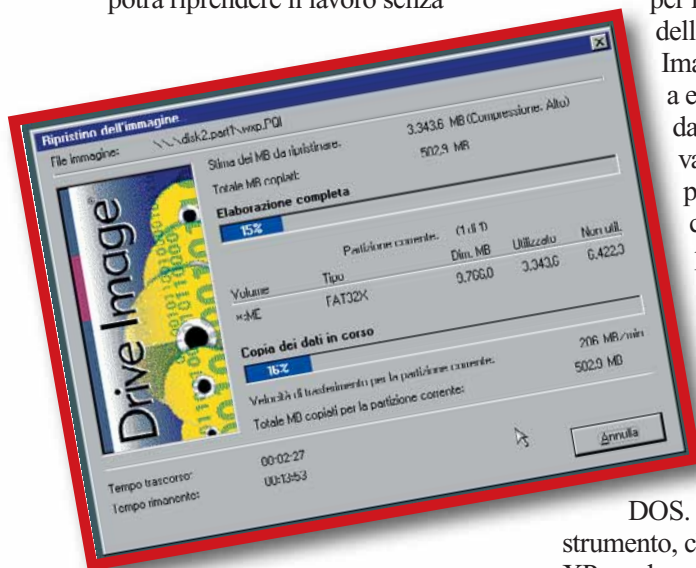 potrà riprendere il lavoro senza
per
dell
Ima
a e
da
va
p
c
DOS.
strumento, c
Ripristino dell'immagine
File immagine: \\.\disk2.part1\wxp.PQI
Stima dei MB da ripristinare: 3.343,6 MB (Compressione: Alto)
Totale MB copiati: 502,9 MB
Elaborazione completa
15%
Partizione corrente: (1 di 1)
Volume Tipo Dim. MB Utilizzato Non util.
*:ME FAT32X 9.766,0 3.343,6 6.422,3
Copia dei dati in corso
16%
Velocità di trasferimento per la partizione corrente: 206 MB/min
Totale MB copiati per la partizione corrente: 502,9 MB
Tempo trascorso: 00:02:27
Tempo rimanente: 00:13:53
Annulla
Drive Image